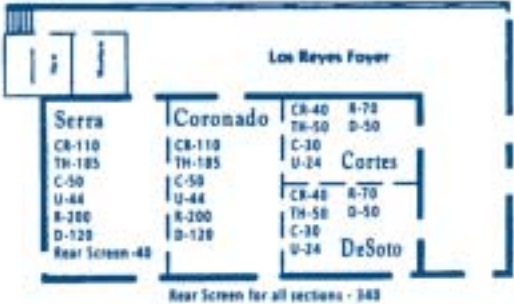 Los Reyes Foyer
Serra
CR-110
TH-185
C-50
U-44
R-200
D-120
Rear Screen -40
Coronado
CR-110
TH-185
C-50
U-44
R-200
D-120
CR-40 R-70
TH-50 D-50
C-30
U-24 Cortes
CR-40 R-70
TH-50 D-50
C-30
U-24 DeSoto
Rear Screen for all sections - 340